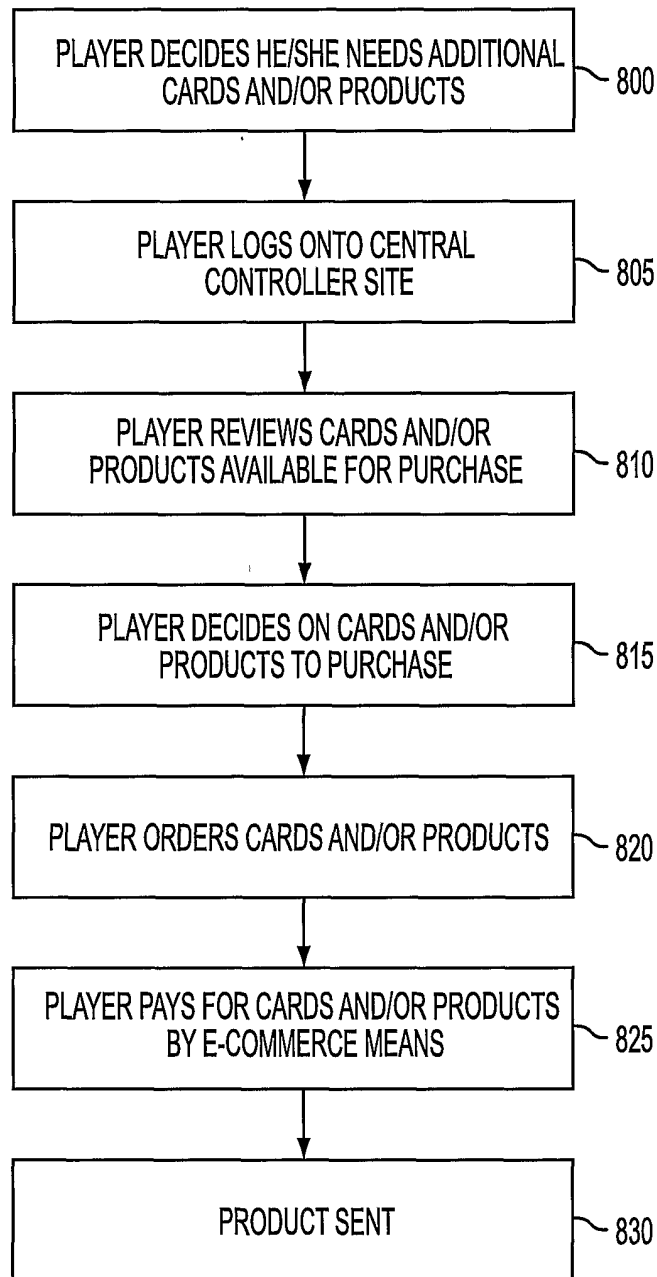 PLAYER DECIDES HE/SHE NEEDS ADDITIONAL
CARDS AND/OR PRODUCTS
800
PLAYER LOGS ONTO CENTRAL
CONTROLLER SITE
805
PLAYER REVIEWS CARDS AND/OR
PRODUCTS AVAILABLE FOR PURCHASE
810
PLAYER DECIDES ON CARDS AND/OR
PRODUCTS TO PURCHASE
815
PLAYER ORDERS CARDS AND/OR PRODUCTS
820
PLAYER PAYS FOR CARDS AND/OR PRODUCTS
BY E-COMMERCE MEANS
825
PRODUCT SENT
830